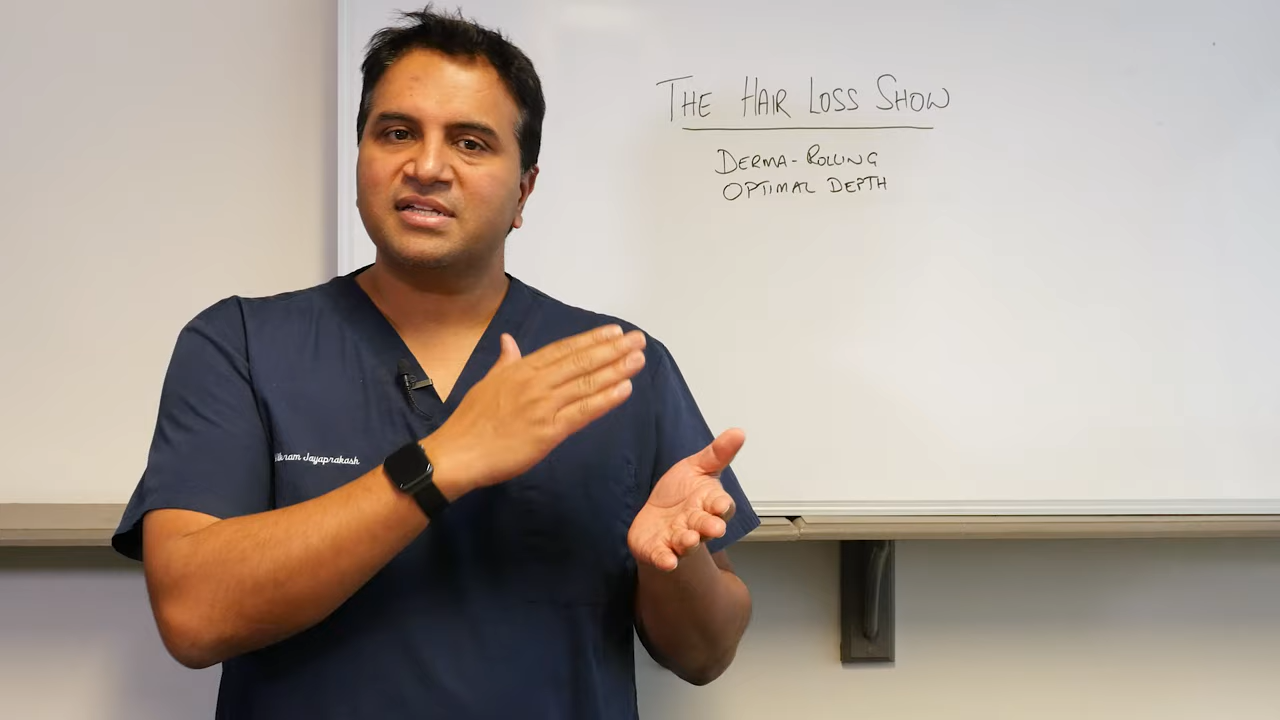 THE HAIR LOSS SHOW
DERMA-ROLLING
OPTIMAL DEPTH
Jayaprakash